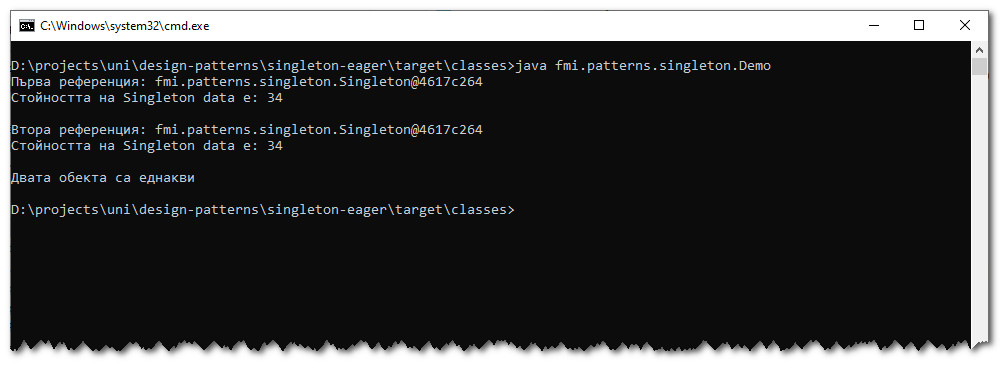 C:\Windows\system32\cmd.exe
D:\projects\uni\design-patterns\singleton-eager\target\classes>java fmi.patterns.singleton.Demo
Първа референция: fmi.patterns.singleton.Singleton@4617c264
Стойността на Singleton data е: 34
Втора референция: fmi.patterns.singleton.Singleton@4617c264
Стойността на Singleton data е: 34
Двата обекта са еднакви
D:\projects\uni\design-patterns\singleton-eager\target\classes>